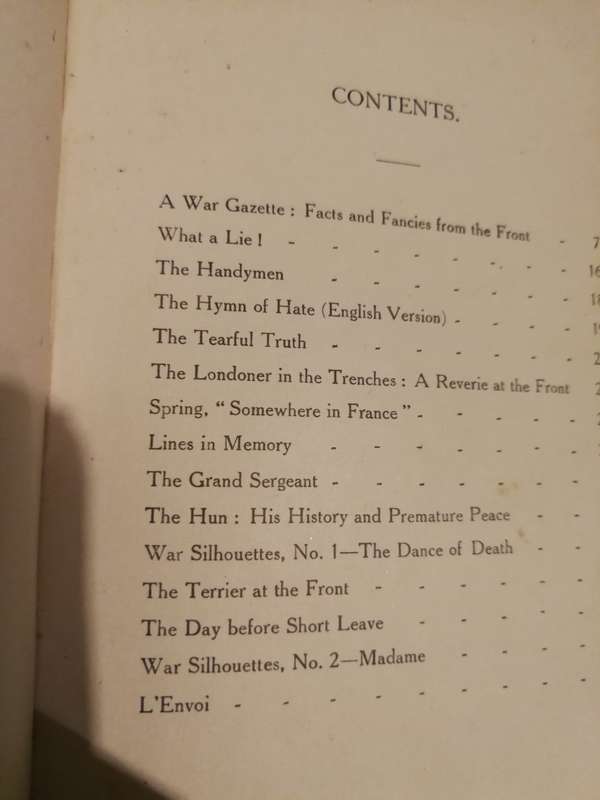 CONTENTS.
A War Gazette : Facts and Fancies from the Front - 7
What a Lie ! - - - - - - - 16
The Handymen - - - - - - 18
The Hymn of Hate (English Version) - - - -
The Tearful Truth - - - - - - -
The Londoner in the Trenches : A Reverie at the Front
Spring, “ Somewhere in France ” - - - - -
Lines in Memory - - - - - - -
The Grand Sergeant - - - - - -
The Hun : His History and Premature Peace - -
War Silhouettes, No. 1—The Dance of Death - -
The Terrier at the Front - - - - - -
The Day before Short Leave - - - - -
War Silhouettes, No. 2—Madame - - - -
L'Envoi - - - - - - - - -